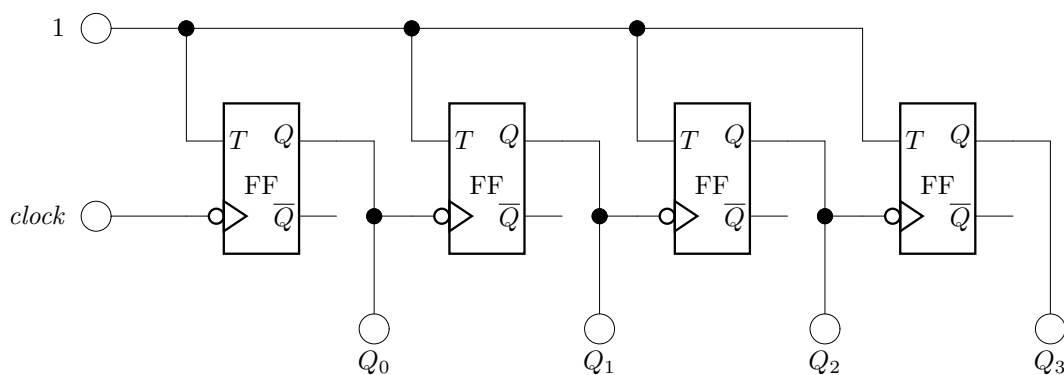 1
T Q T Q T Q T Q
FF FF FF FF
clock Q̅ Q̅ Q̅ Q̅
Q₀ Q₁ Q₂ Q₃